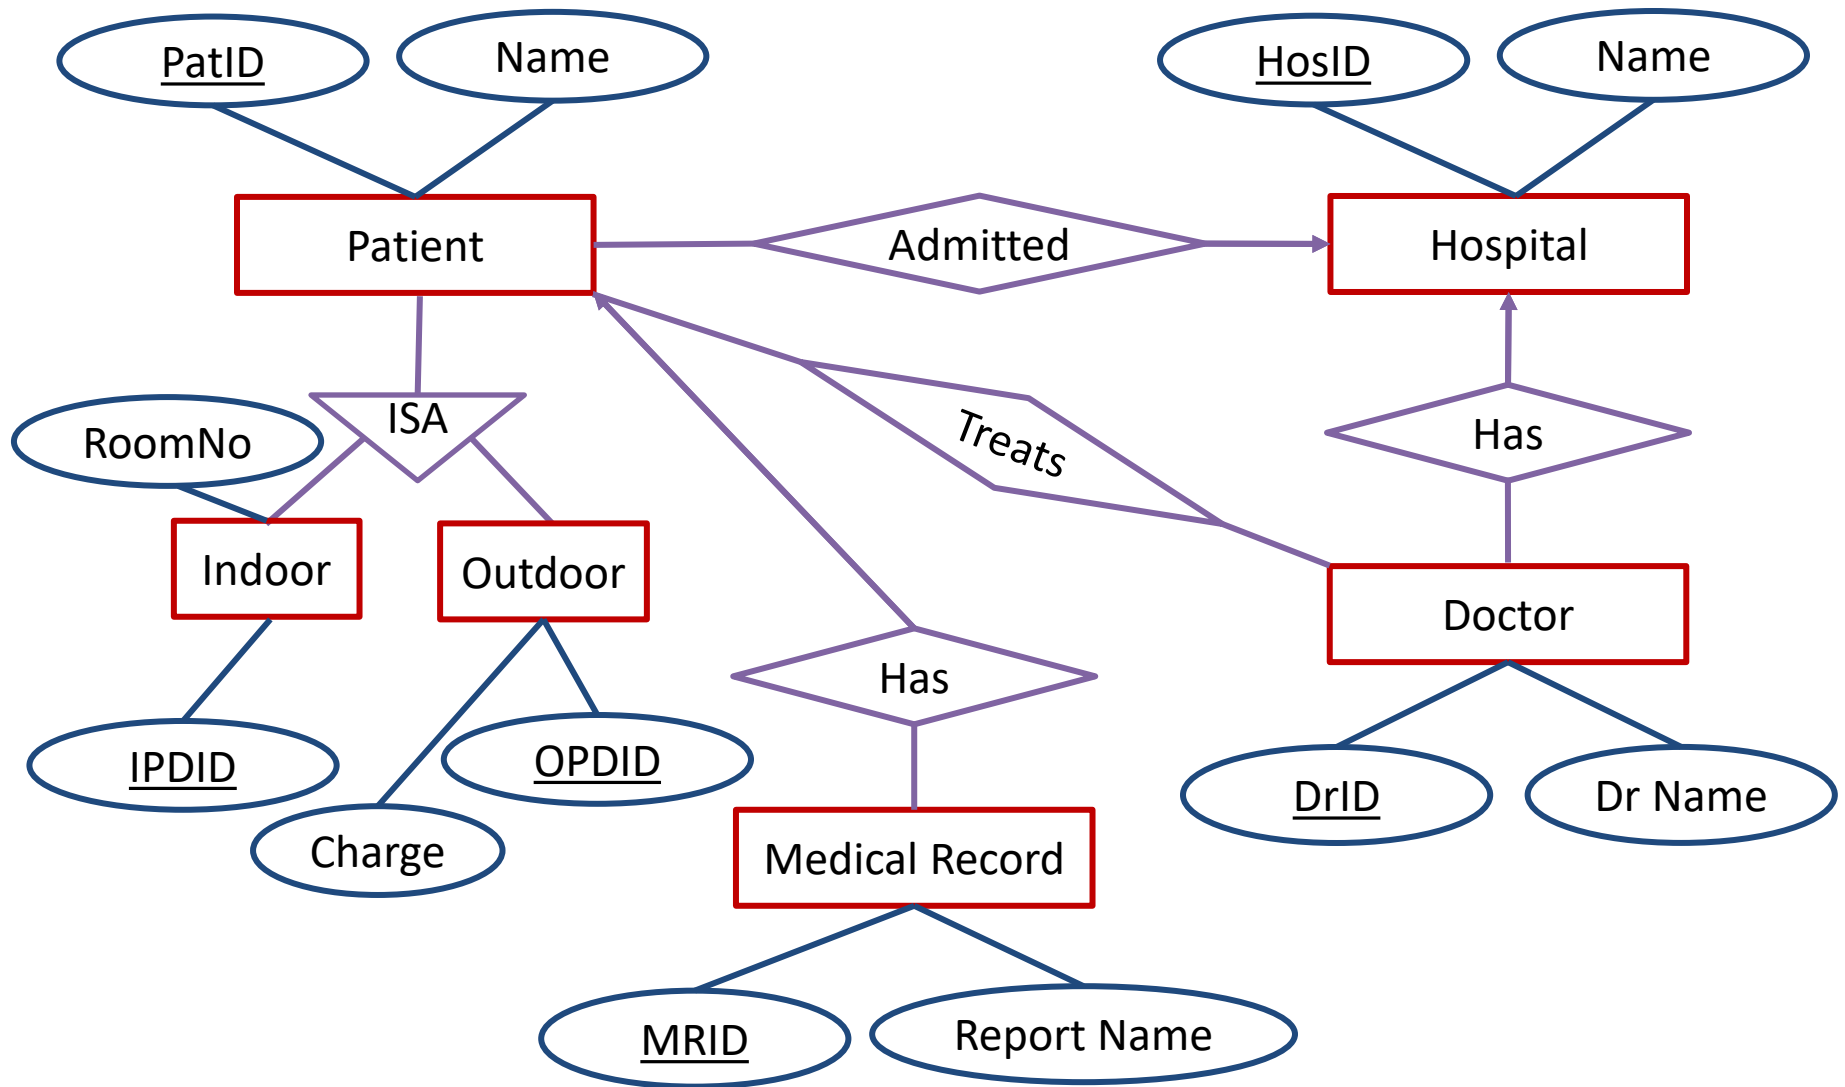 PatID
Name
HosID
Name
Patient
Admitted
Hospital
ISA
RoomNo
Treats
Has
Indoor
Outdoor
Doctor
Has
IPDID
OPDID
DrID
Dr Name
Charge
Medical Record
MRID
Report Name